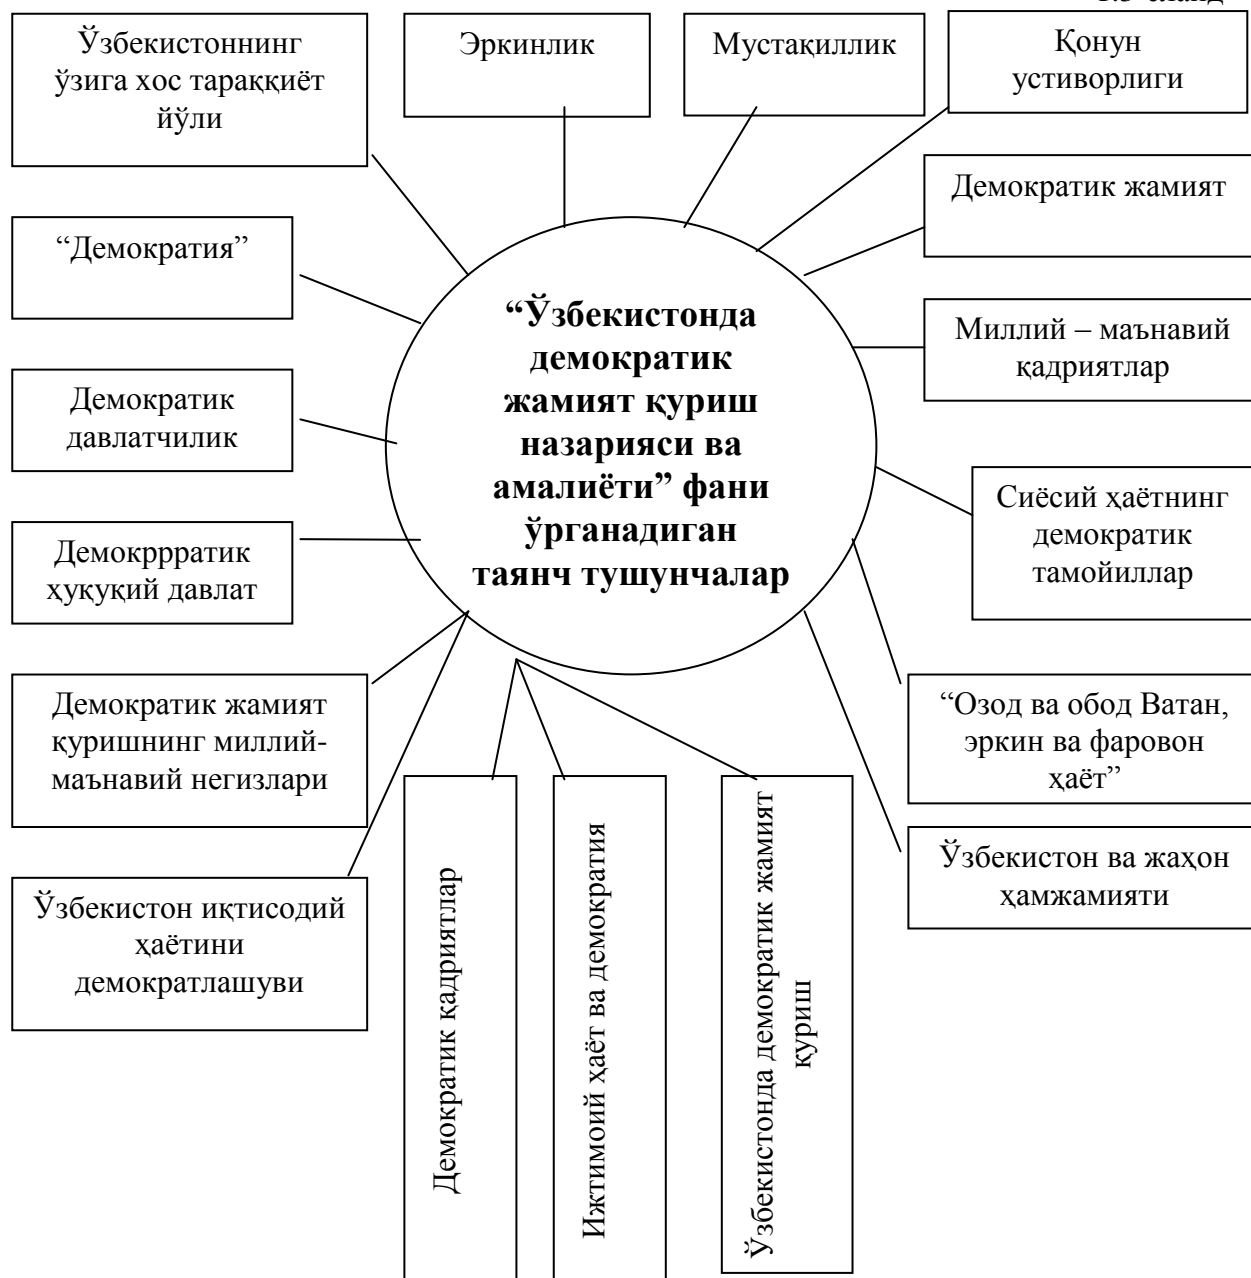 Ўзбекистоннинг
ўзига хос тараққиёт
йўли
Эркинлик
Мустақиллик
Қонун
устиворлиги
“Демократия”
Демократик жамият
Демократик
давлатчилик
Миллий – маънавий
қадриятлар
“Ўзбекистонда
демократик
жамият қуриш
назарияси ва
амалиёти” фани
ўрганадиган
таянч тушунчалар
Демокррратик
ҳуқуқий давлат
Сиёсий ҳаётнинг
демократик
тамойиллар
Демократик жамият
қуришнинг миллий-
маънавий негизлари
“Озод ва обод Ватан,
эркин ва фаровон
ҳаёт”
Ўзбекистон иқтисодий
ҳаётини
демократлашуви
Ўзбекистон ва жаҳон
ҳамжамияти
Демократик қадриятлар
Ижтимоий ҳаёт ва демократия
Ўзбекистонда демократик жамият
қуриш